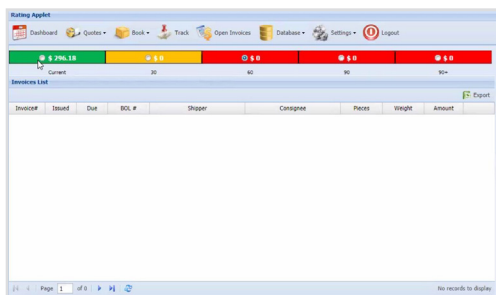 Rating Applet
Dashboard Quotes Book Track Open Invoices Database Settings Logout
$ 296.18 $ 0 $ 0 $ 0 $ 0
Current 30 60 90 90+
Invoices List
Export
Invoice# Issued Due BOL # Shipper Consignee Pieces Weight Amount
Page 1 of 0 No records to display